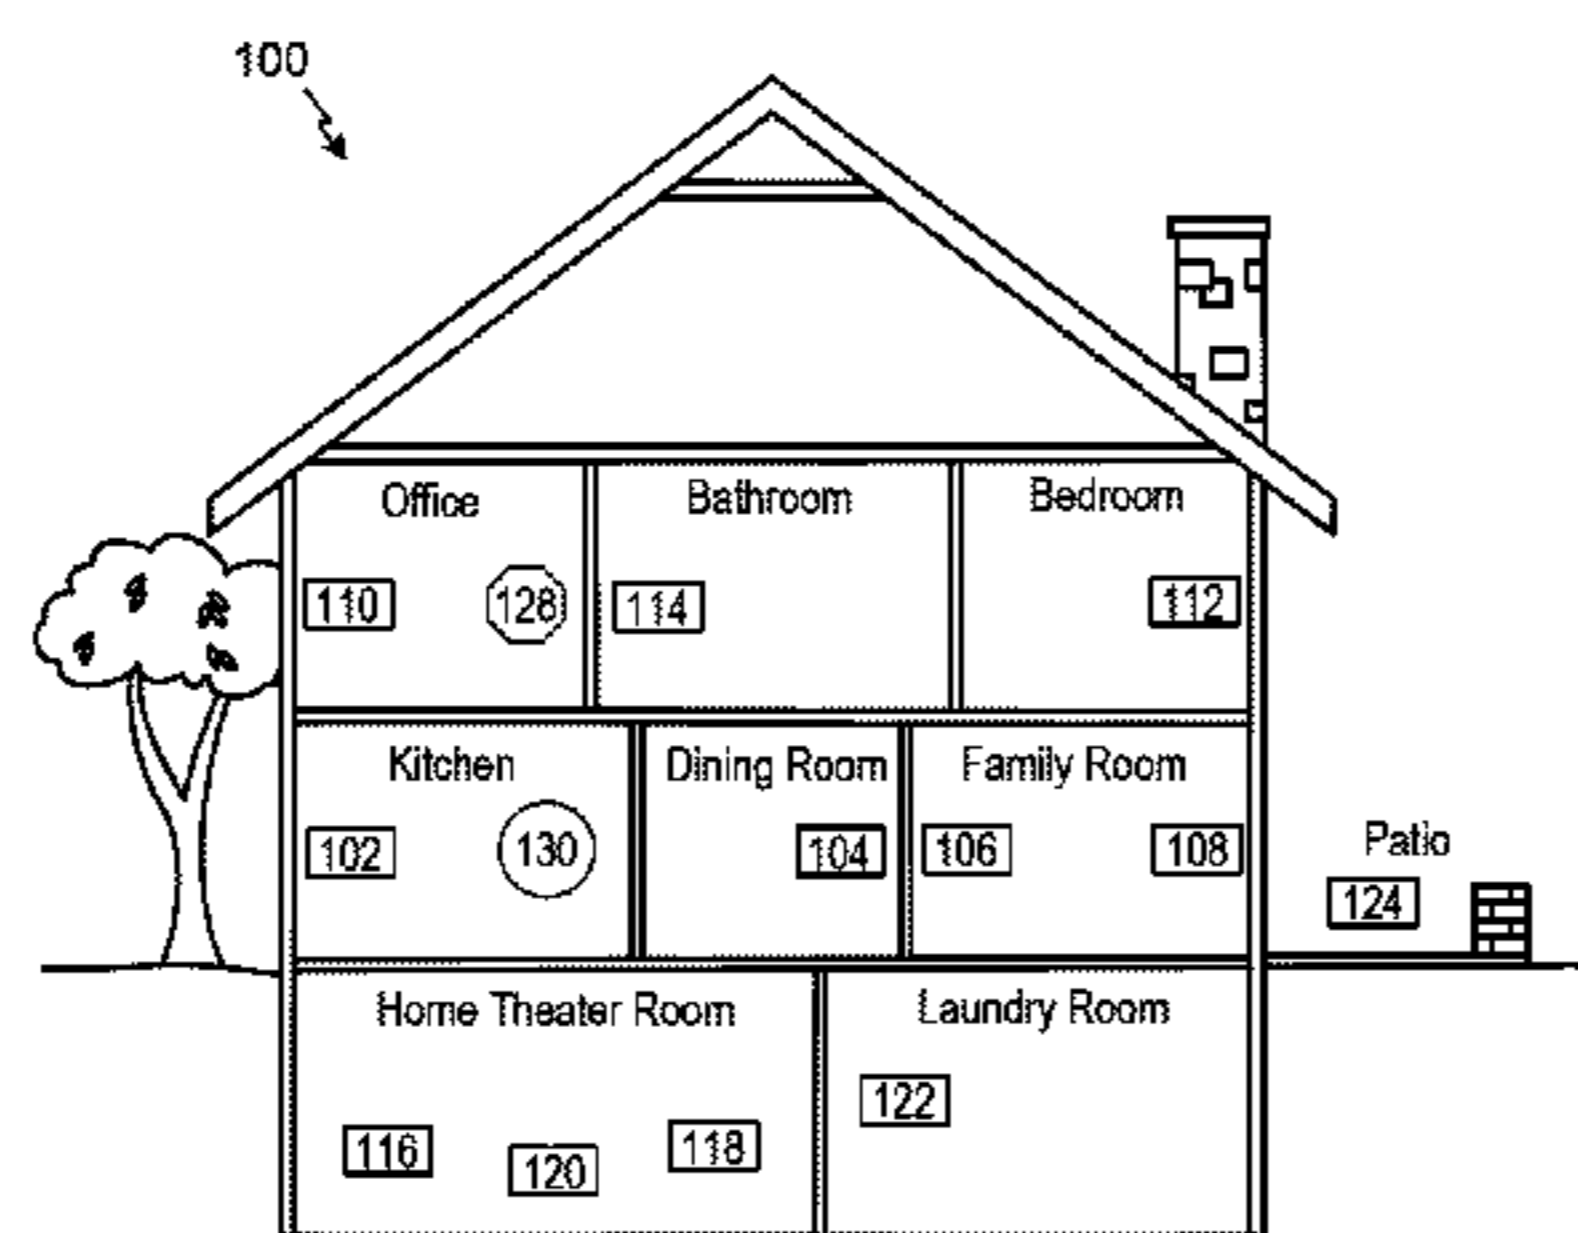 100
Office
Bathroom
Bedroom
110
128
114
112
Kitchen
Dining Room
Family Room
102
130
104
106
108
Patio
124
Home Theater Room
Laundry Room
116
120
118
122